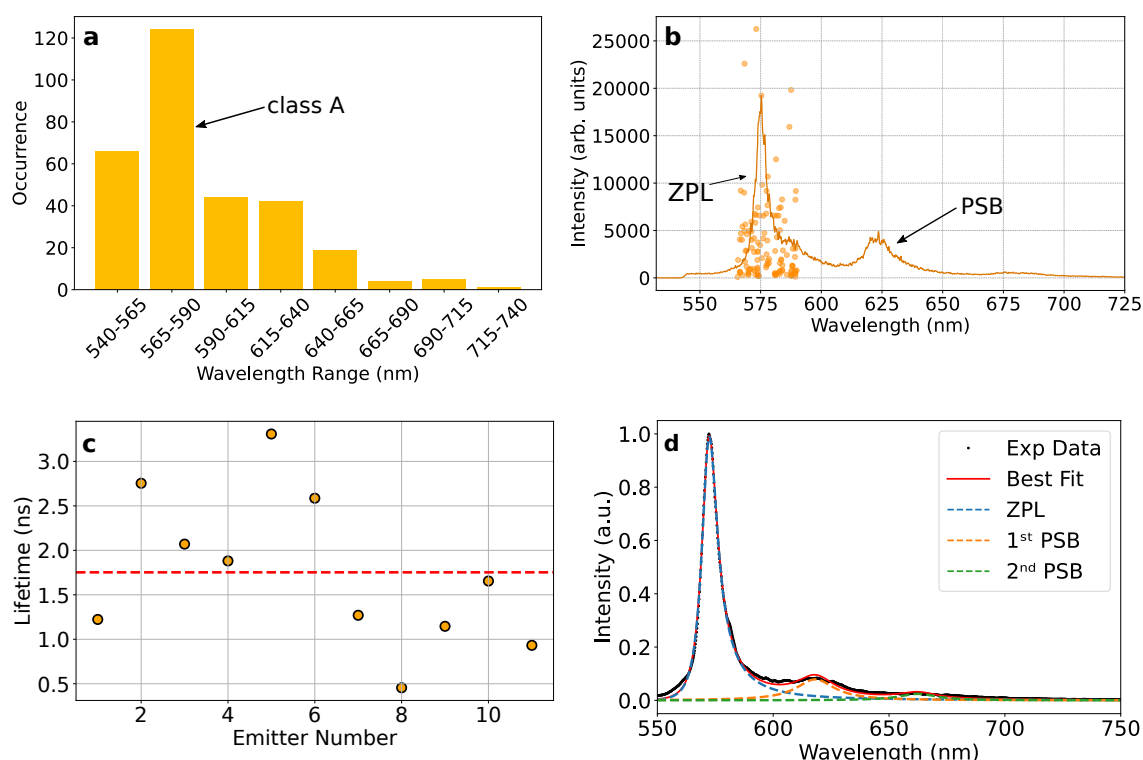 a
120
100
80
60
40
20
0
Occurrence
class A
540-565
565-590
590-615
615-640
640-665
665-690
690-715
715-740
Wavelength Range (nm)
b
25000
20000
15000
10000
5000
0
Intensity (arb. units)
ZPL
PSB
550
575
600
625
650
675
700
725
Wavelength (nm)
c
3.0
2.5
2.0
1.5
1.0
0.5
Lifetime (ns)
2
4
6
8
10
Emitter Number
d
1.0
0.8
0.6
0.4
0.2
0.0
Intensity (a.u.)
Exp Data
Best Fit
ZPL
1st PSB
2nd PSB
550
600
650
700
750
Wavelength (nm)